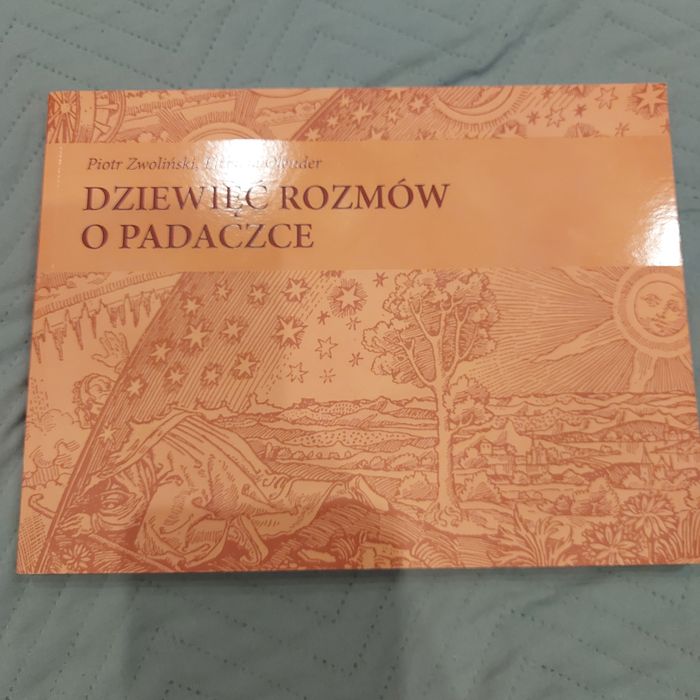 Piotr Zwoliński,
DZIEWIĘĆ ROZMÓW
O PADACZCE